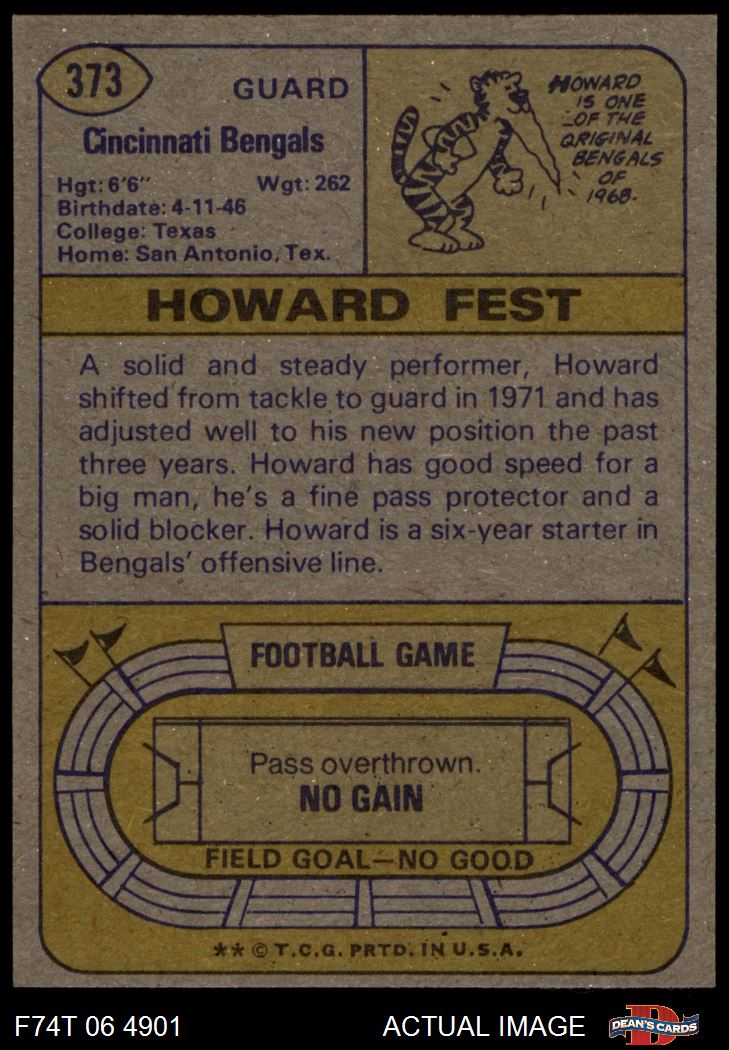 373
GUARD
Cincinnati Bengals
Hgt: 6'6" Wgt: 262
Birthdate: 4-11-46
College: Texas
Home: San Antonio, Tex.
HOWARD
IS ONE
OF THE
ORIGINAL
BENGALS
OF
1968.
HOWARD FEST
A solid and steady performer, Howard
shifted from tackle to guard in 1971 and has
adjusted well to his new position the past
three years. Howard has good speed for a
big man, he's a fine pass protector and a
solid blocker. Howard is a six-year starter in
Bengals' offensive line.
FOOTBALL GAME
Pass overthrown.
NO GAIN
FIELD GOAL—NO GOOD
** © T.C.G. PRTD. IN U.S.A.
F74T 06 4901 ACTUAL IMAGE
D
DEAN'S CARDS